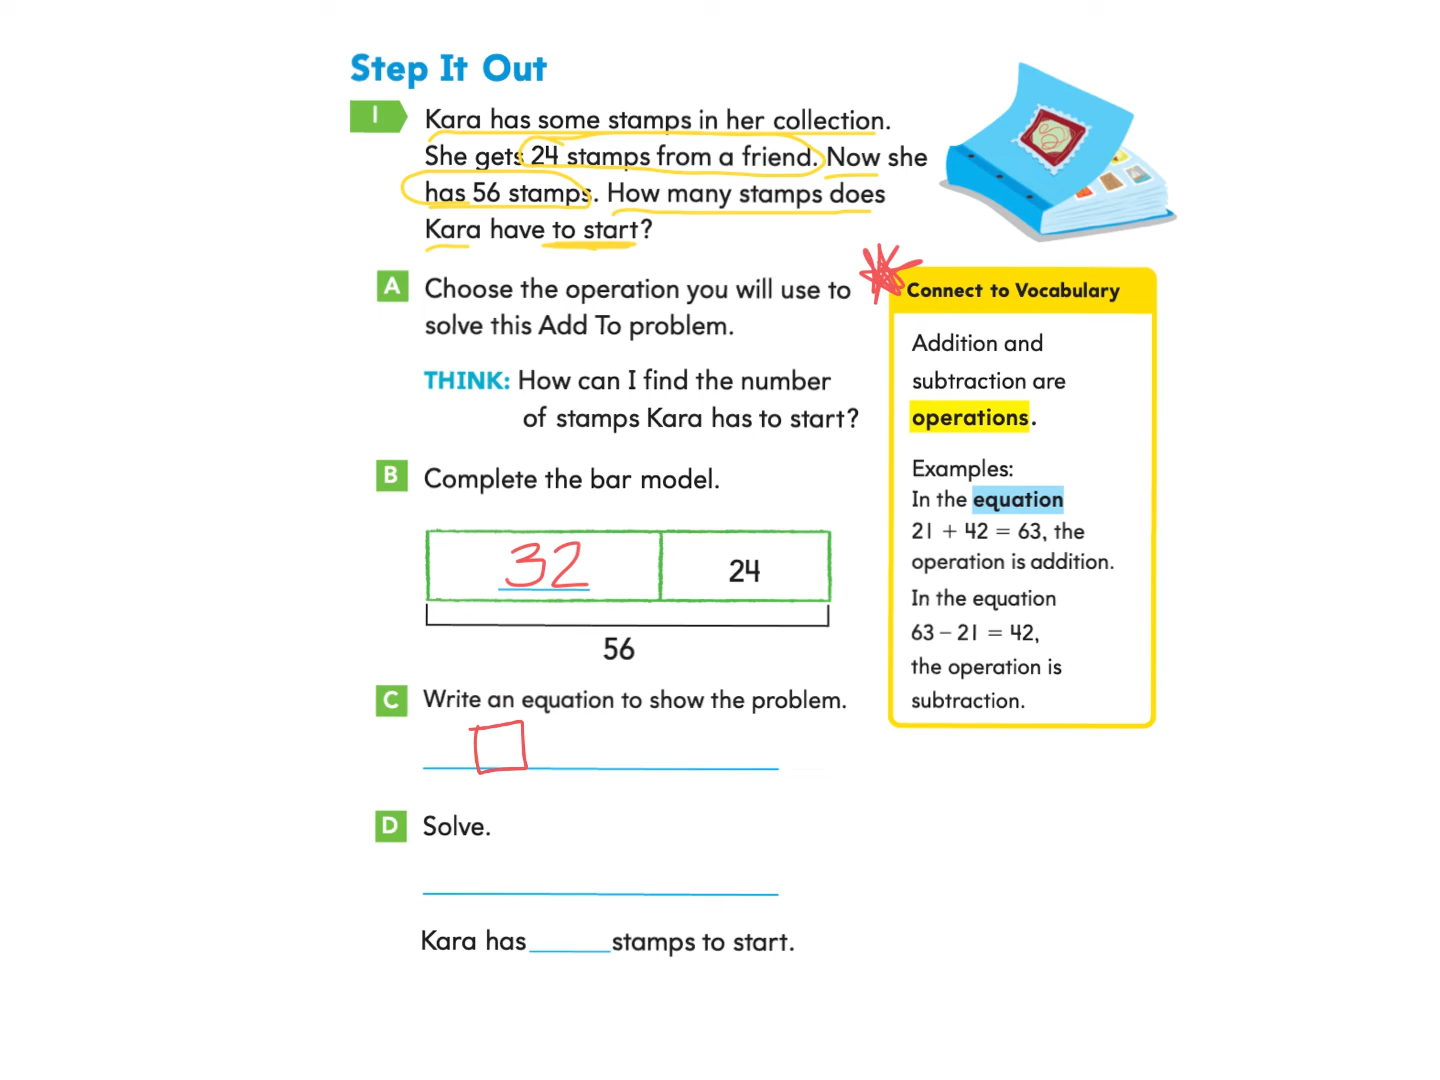 Step It Out
1 Kara has some stamps in her collection.
She gets 24 stamps from a friend. Now she
has 56 stamps. How many stamps does
Kara have to start?
A Choose the operation you will use to
solve this Add To problem.
THINK: How can I find the number
of stamps Kara has to start?
B Complete the bar model.
32 24
56
C Write an equation to show the problem.
D Solve.
Kara has ______ stamps to start.
Connect to Vocabulary
Addition and
subtraction are
operations.
Examples:
In the equation
21 + 42 = 63, the
operation is addition.
In the equation
63 – 21 = 42,
the operation is
subtraction.